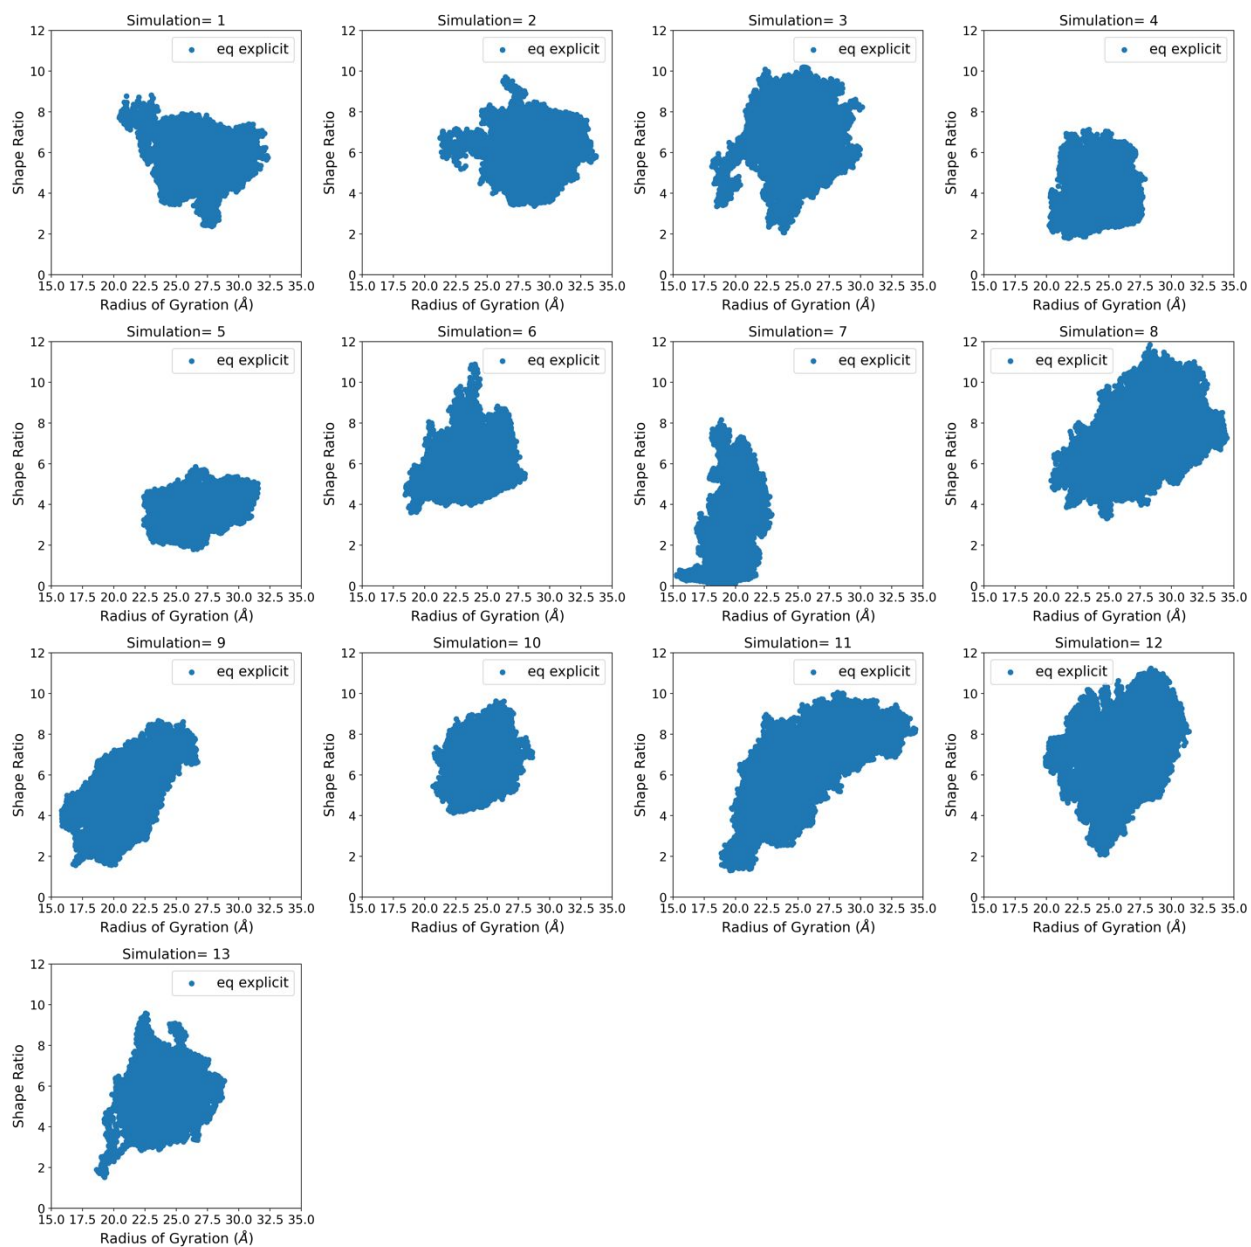 Simulation= 1
12
eq explicit
10
8
6
4
2
0
Shape Ratio
15.0 17.5 20.0 22.5 25.0 27.5 30.0 32.5 35.0
Radius of Gyration (Å)
Simulation= 2
12
eq explicit
10
8
6
4
2
0
Shape Ratio
15.0 17.5 20.0 22.5 25.0 27.5 30.0 32.5 35.0
Radius of Gyration (Å)
Simulation= 3
12
eq explicit
10
8
6
4
2
0
Shape Ratio
15.0 17.5 20.0 22.5 25.0 27.5 30.0 32.5 35.0
Radius of Gyration (Å)
Simulation= 4
12
eq explicit
10
8
6
4
2
0
Shape Ratio
15.0 17.5 20.0 22.5 25.0 27.5 30.0 32.5 35.0
Radius of Gyration (Å)
Simulation= 5
12
eq explicit
10
8
6
4
2
0
Shape Ratio
15.0 17.5 20.0 22.5 25.0 27.5 30.0 32.5 35.0
Radius of Gyration (Å)
Simulation= 6
12
eq explicit
10
8
6
4
2
0
Shape Ratio
15.0 17.5 20.0 22.5 25.0 27.5 30.0 32.5 35.0
Radius of Gyration (Å)
Simulation= 7
12
eq explicit
10
8
6
4
2
0
Shape Ratio
15.0 17.5 20.0 22.5 25.0 27.5 30.0 32.5 35.0
Radius of Gyration (Å)
Simulation= 8
12
eq explicit
10
8
6
4
2
0
Shape Ratio
15.0 17.5 20.0 22.5 25.0 27.5 30.0 32.5 35.0
Radius of Gyration (Å)
Simulation= 9
12
eq explicit
10
8
6
4
2
0
Shape Ratio
15.0 17.5 20.0 22.5 25.0 27.5 30.0 32.5 35.0
Radius of Gyration (Å)
Simulation= 10
12
eq explicit
10
8
6
4
2
0
Shape Ratio
15.0 17.5 20.0 22.5 25.0 27.5 30.0 32.5 35.0
Radius of Gyration (Å)
Simulation= 11
12
eq explicit
10
8
6
4
2
0
Shape Ratio
15.0 17.5 20.0 22.5 25.0 27.5 30.0 32.5 35.0
Radius of Gyration (Å)
Simulation= 12
12
eq explicit
10
8
6
4
2
0
Shape Ratio
15.0 17.5 20.0 22.5 25.0 27.5 30.0 32.5 35.0
Radius of Gyration (Å)
Simulation= 13
12
eq explicit
10
8
6
4
2
0
Shape Ratio
15.0 17.5 20.0 22.5 25.0 27.5 30.0 32.5 35.0
Radius of Gyration (Å)